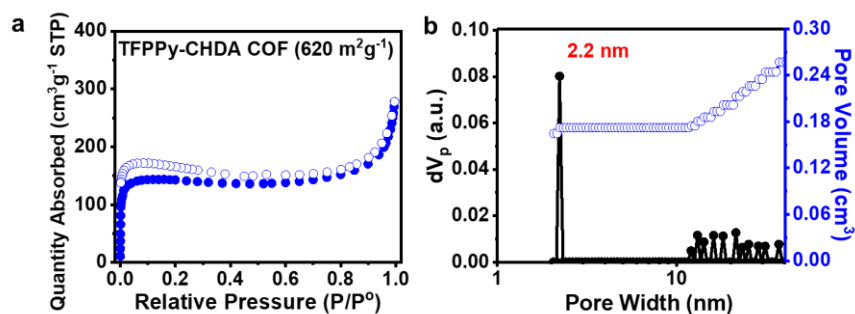 a
TFPPy-CHDA COF (620 m²g⁻¹)
Quantity Absorbed (cm³g⁻¹ STP)
400
300
200
100
0
0.0 0.2 0.4 0.6 0.8 1.0
Relative Pressure (P/Pº)
b
2.2 nm
dVₚ (a.u.)
0.10
0.08
0.06
0.04
0.02
0.00
1 10
Pore Width (nm)
0.30
0.24
0.18
0.12
0.06
0.00
Pore Volume (cm³)